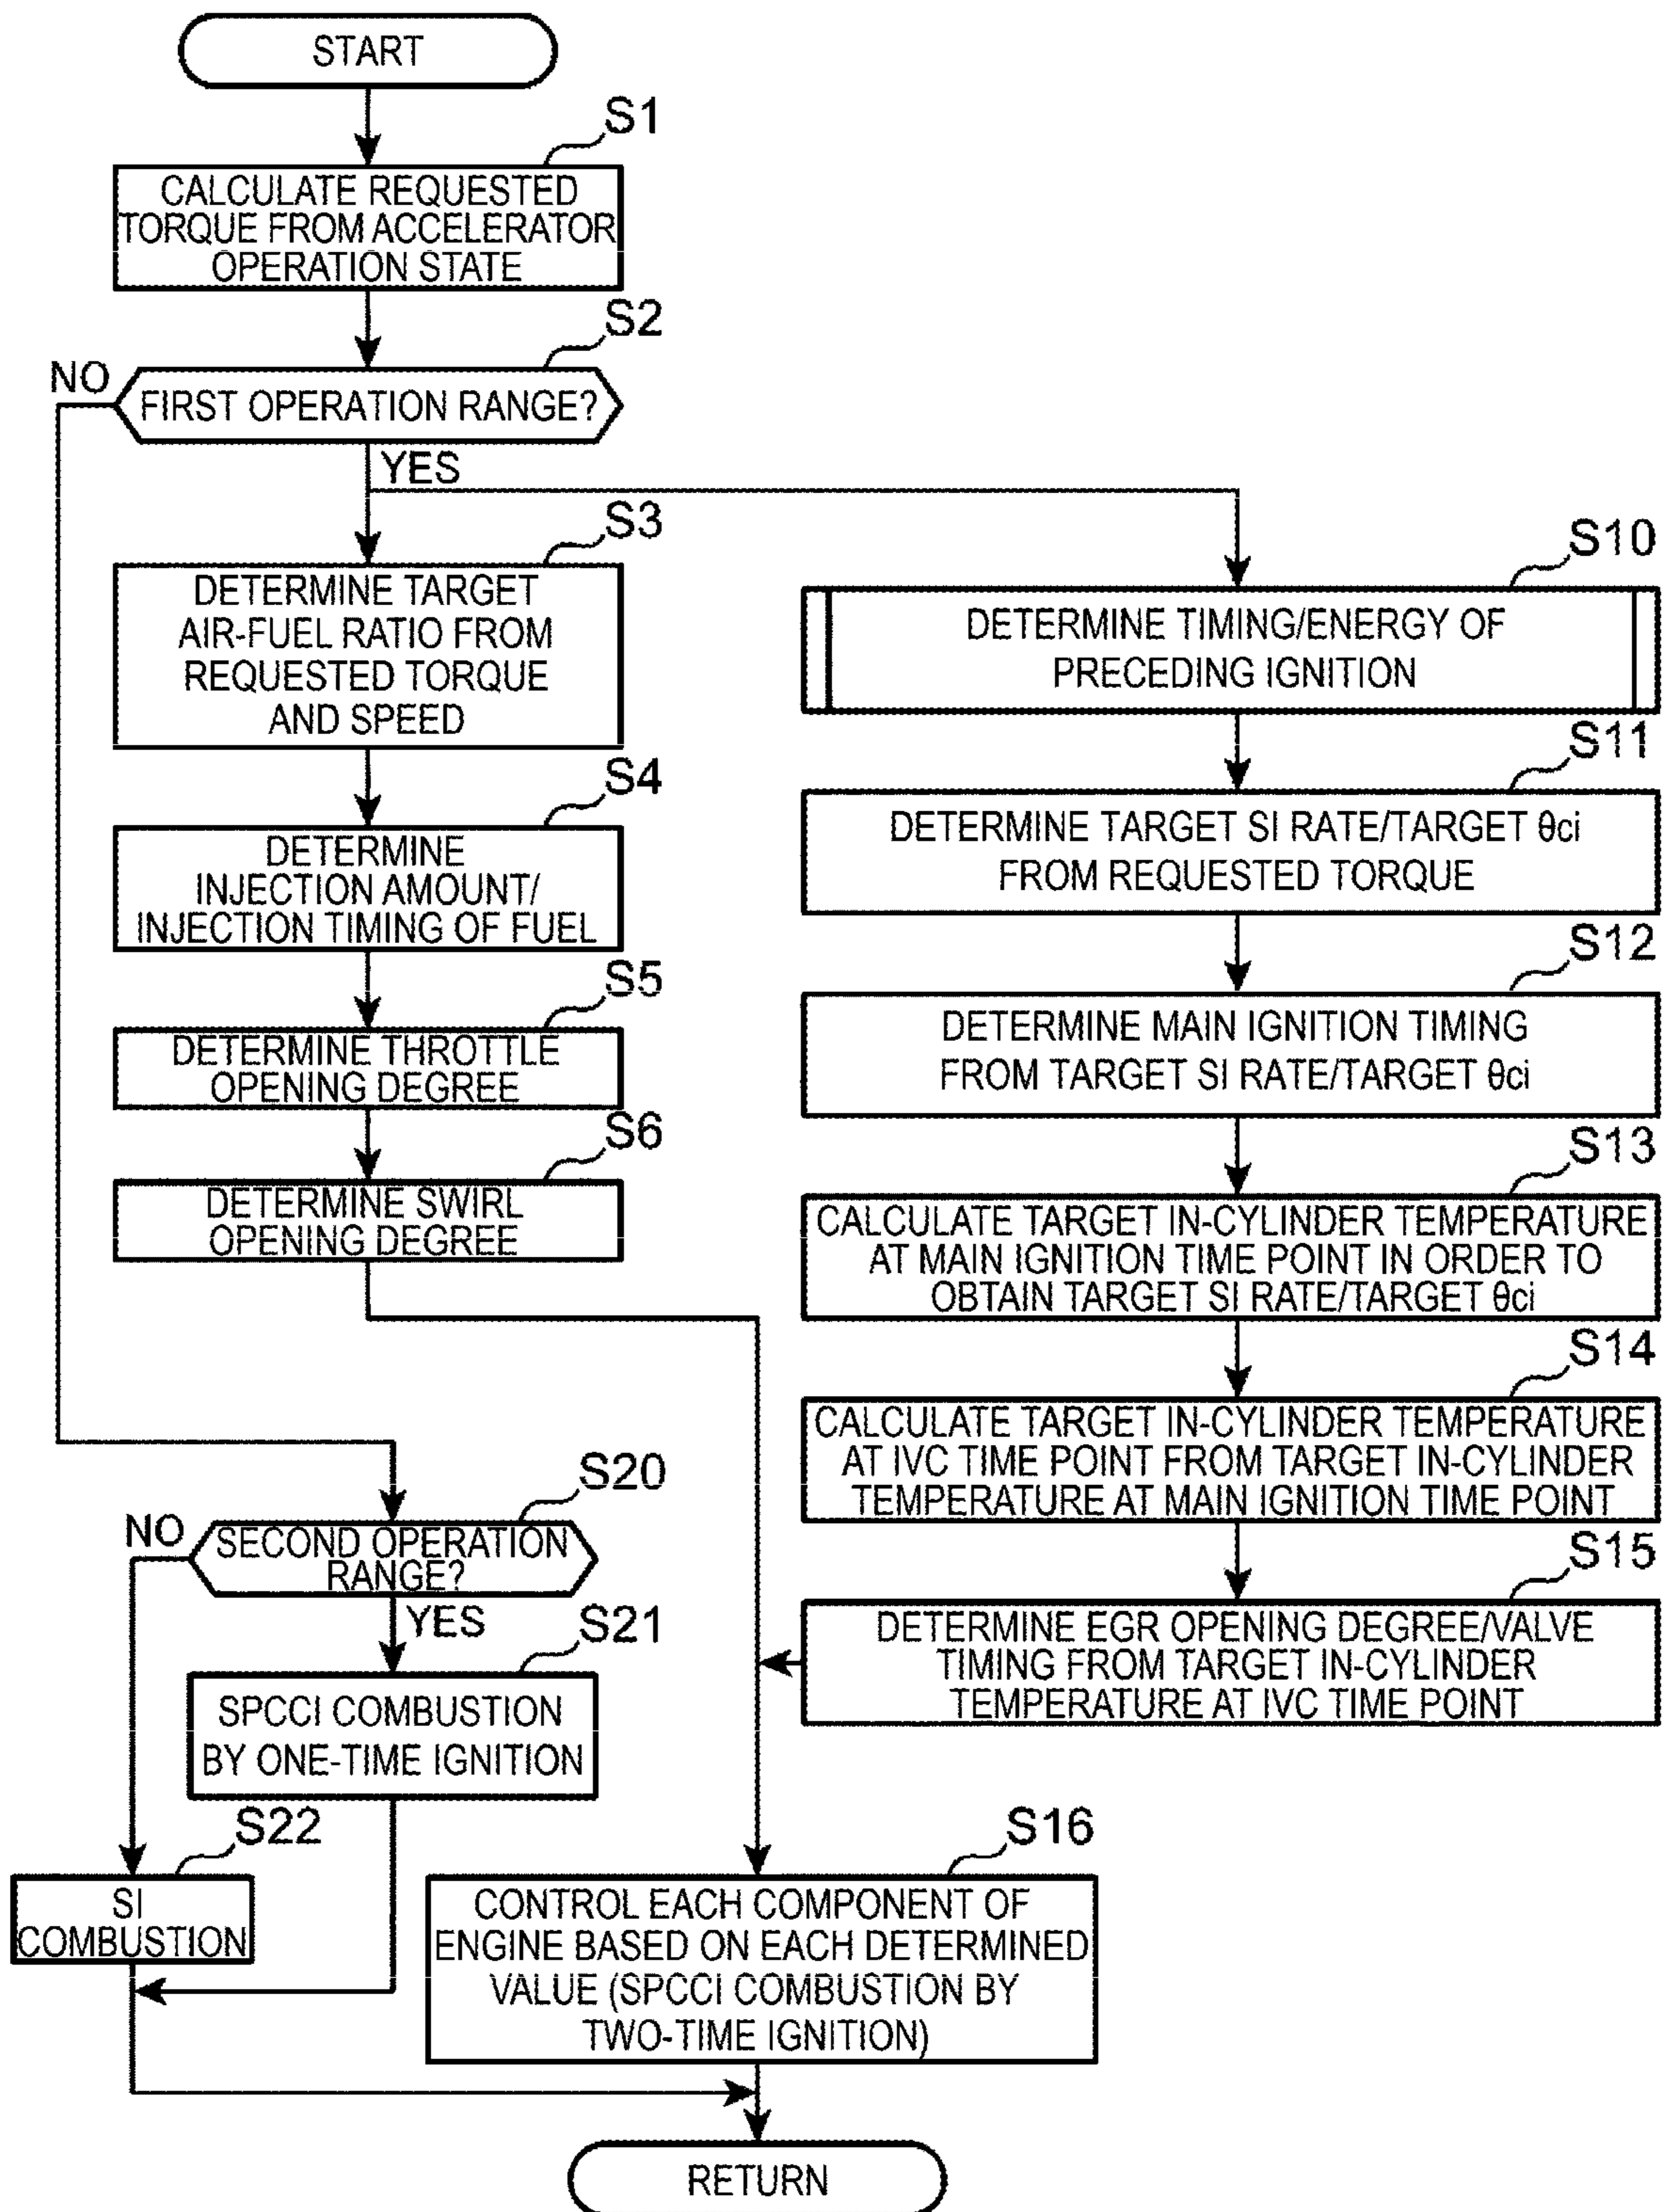 START
S1
CALCULATE REQUESTED
TORQUE FROM ACCELERATOR
OPERATION STATE
S2
NO
FIRST OPERATION RANGE?
YES
S3
DETERMINE TARGET
AIR-FUEL RATIO FROM
REQUESTED TORQUE
AND SPEED
S4
DETERMINE
INJECTION AMOUNT/
INJECTION TIMING OF FUEL
S5
DETERMINE THROTTLE
OPENING DEGREE
S6
DETERMINE SWIRL
OPENING DEGREE
S10
DETERMINE TIMING/ENERGY OF
PRECEDING IGNITION
S11
DETERMINE TARGET SI RATE/TARGET θci
FROM REQUESTED TORQUE
S12
DETERMINE MAIN IGNITION TIMING
FROM TARGET SI RATE/TARGET θci
S13
CALCULATE TARGET IN-CYLINDER TEMPERATURE
AT MAIN IGNITION TIME POINT IN ORDER TO
OBTAIN TARGET SI RATE/TARGET θci
S14
CALCULATE TARGET IN-CYLINDER TEMPERATURE
AT IVC TIME POINT FROM TARGET IN-CYLINDER
TEMPERATURE AT MAIN IGNITION TIME POINT
S15
DETERMINE EGR OPENING DEGREE/VALVE
TIMING FROM TARGET IN-CYLINDER
TEMPERATURE AT IVC TIME POINT
S20
NO
SECOND OPERATION
RANGE?
YES
S21
SPCCI COMBUSTION
BY ONE-TIME IGNITION
S22
SI
COMBUSTION
S16
CONTROL EACH COMPONENT OF
ENGINE BASED ON EACH DETERMINED
VALUE (SPCCI COMBUSTION BY
TWO-TIME IGNITION)
RETURN